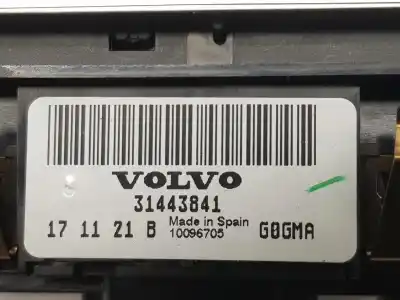 VOLVO
31443841
17 11 21 B Made in Spain G0GMA
10096705